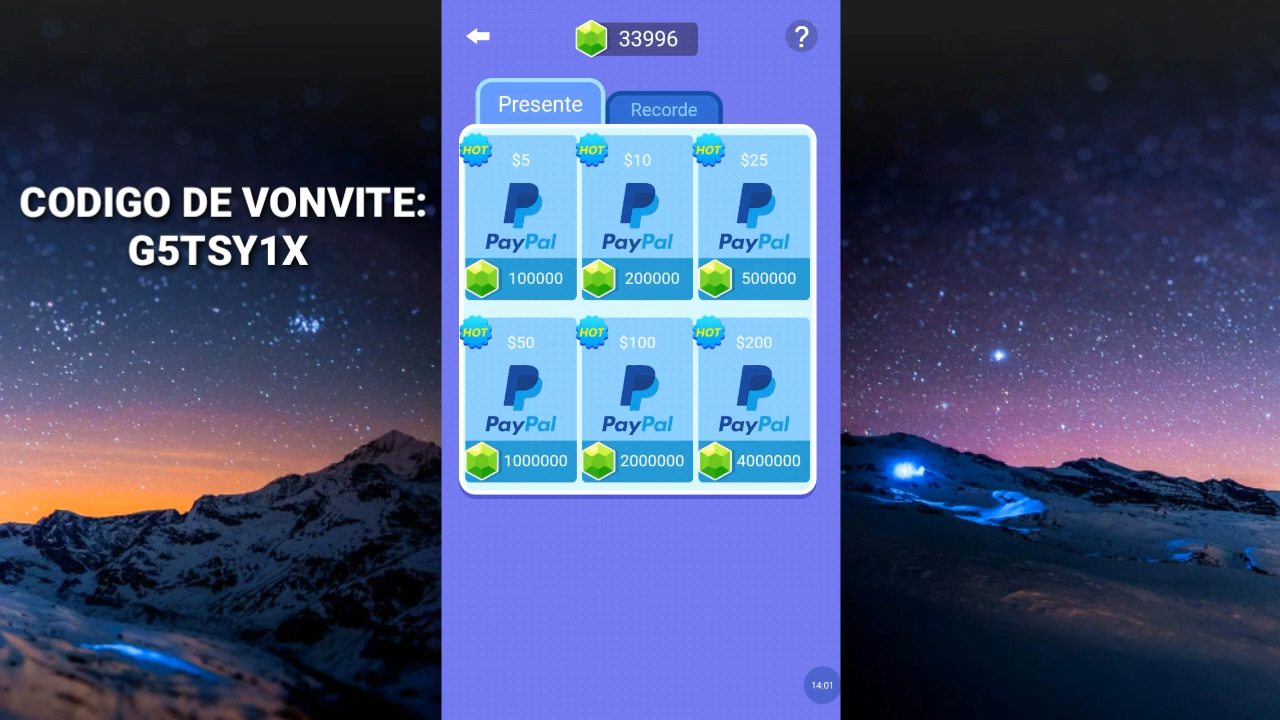 33996
?
Presente
Recorde
CODIGO DE VONVITE:
G5TSY1X
HOT $5
HOT $10
HOT $25
PayPal
PayPal
PayPal
100000
200000
500000
HOT $50
HOT $100
HOT $200
PayPal
PayPal
PayPal
1000000
2000000
4000000
14:01